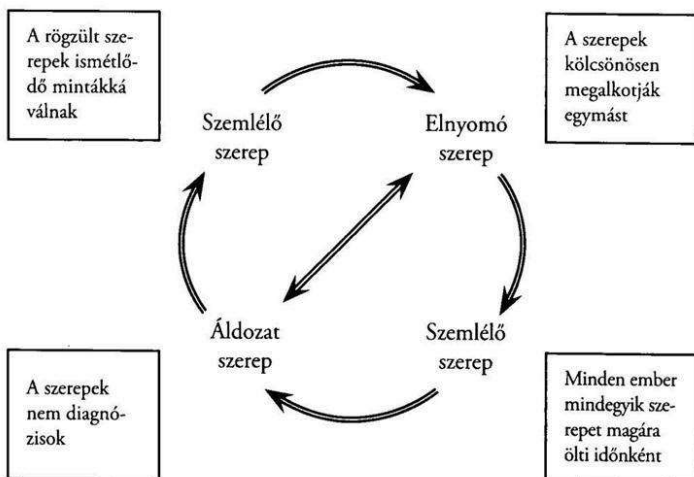 A rögzült sze-
repek ismétlő-
dő mintákká
válnak
A szerepek
kölcsönösen
megalkotják
egymást
Szemlélő
szerep
Elnyomó
szerep
Áldozat
szerep
Szemlélő
szerep
A szerepek
nem diagnó-
zisok
Minden ember
mindegyik sze-
repet magára
ölti időnként